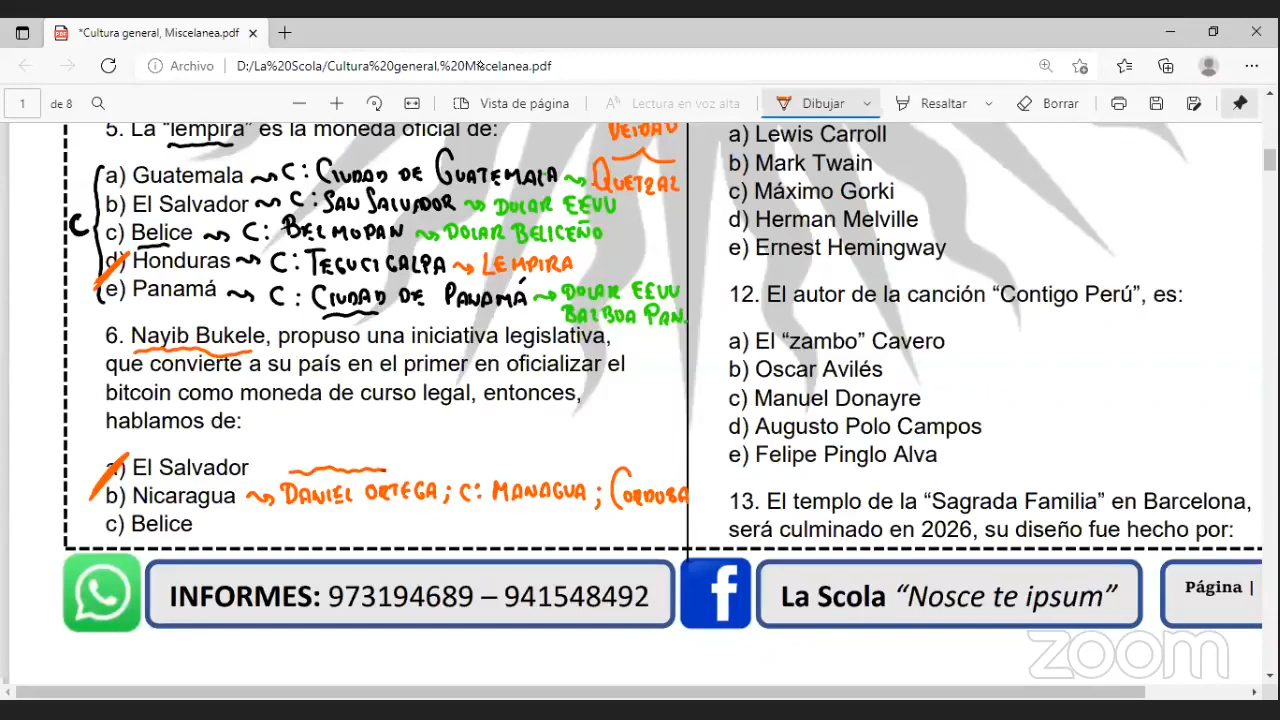 *Cultura general, Miscelanea.pdf
Archivo D:/La%20Scola/Cultura%20general,%20Miscelanea.pdf
1 de 8 Vista de página Lectura en voz alta Dibujar Resaltar Borrar
5. La “lempira” es la moneda oficial de:
DEIDAD
C
a) Guatemala C: CIUDAD DE GUATEMALA QUETZAL
b) El Salvador C: SAN SALVADOR DOLAR EEUU
c) Belice C: BELMOPAN DOLAR BELICEÑO
d) Honduras C: TEGUCIGALPA LEMPIRA
e) Panamá C: CIUDAD DE PANAMÁ DOLAR EEUU
BALBOA PAN.
6. Nayib Bukele, propuso una iniciativa legislativa,
que convierte a su país en el primer en oficializar el
bitcoin como moneda de curso legal, entonces,
hablamos de:
a) El Salvador
b) Nicaragua DANIEL ORTEGA; C: MANAGUA; CORDOBA
c) Belice
a) Lewis Carroll
b) Mark Twain
c) Máximo Gorki
d) Herman Melville
e) Ernest Hemingway
12. El autor de la canción “Contigo Perú”, es:
a) El “zambo” Cavero
b) Oscar Avilés
c) Manuel Donayre
d) Augusto Polo Campos
e) Felipe Pinglo Alva
13. El templo de la “Sagrada Familia” en Barcelona,
será culminado en 2026, su diseño fue hecho por:
INFORMES: 973194689 – 941548492
La Scola “Nosce te ipsum”
Página |
zoom